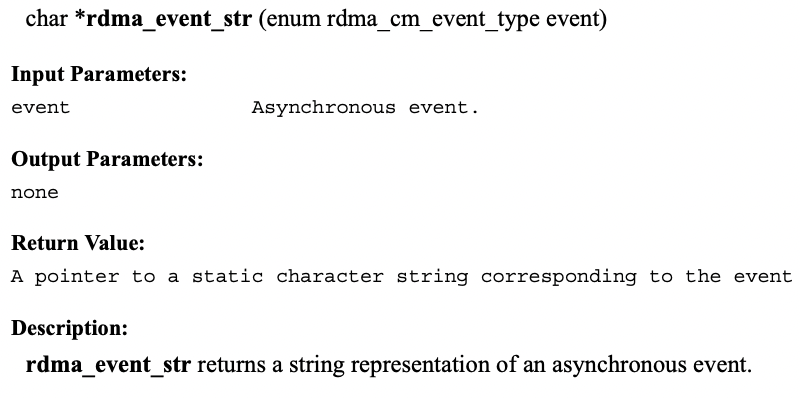 char *rdma_event_str (enum rdma_cm_event_type event)
Input Parameters:
event Asynchronous event.
Output Parameters:
none
Return Value:
A pointer to a static character string corresponding to the event
Description:
rdma_event_str returns a string representation of an asynchronous event.